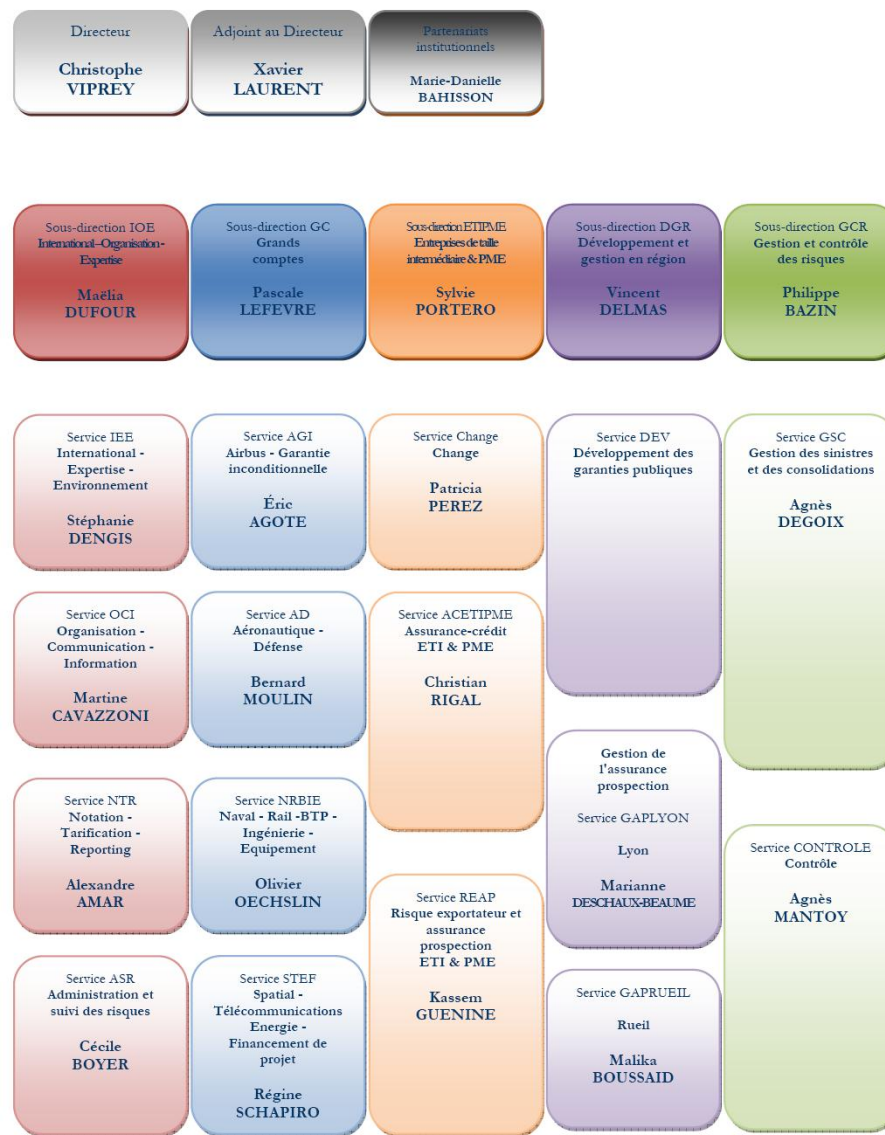 Directeur
Christophe
VIPREY
Adjoint au Directeur
Xavier
LAURENT
Partenariats
institutionnels
Marie-Danielle
BAHISSON
Sous-direction IOE
International–Organisation-
Expertise
Maëlia
DUFOUR
Sous-direction GC
Grands
comptes
Pascale
LEFEVRE
Sous-direction ETIPME
Entreprises de taille
intermédiaire & PME
Sylvie
PORTERO
Sous-direction DGR
Développement et
gestion en région
Vincent
DELMAS
Sous-direction GCR
Gestion et contrôle
des risques
Philippe
BAZIN
Service IEE
International -
Expertise -
Environnement
Stéphanie
DENGIS
Service OCI
Organisation -
Communication -
Information
Martine
CAVAZZONI
Service NTR
Notation -
Tarification -
Reporting
Alexandre
AMAR
Service ASR
Administration et
suivi des risques
Cécile
BOYER
Service AGI
Airbus - Garantie
inconditionnelle
Éric
AGOTE
Service AD
Aéronautique -
Défense
Bernard
MOULIN
Service NRBIE
Naval - Rail -BTP -
Ingénierie -
Equipement
Olivier
OECHSLIN
Service STEF
Spatial -
Télécommunications
Energie -
Financement de
projet
Régine
SCHAPIRO
Service Change
Change
Patricia
PEREZ
Service ACETIPME
Assurance-crédit
ETI & PME
Christian
RIGAL
Service REAP
Risque exportateur et
assurance
prospection
ETI & PME
Kassem
GUENINE
Service DEV
Développement des
garanties publiques
Gestion de
l'assurance
prospection
Service GAPLYON
Lyon
Marianne
DESCHAUX-BEAUME
Service GAPRUEIL
Rueil
Malika
BOUSSAID
Service GSC
Gestion des sinistres
et des consolidations
Agnès
DEGOIX
Service CONTROLE
Contrôle
Agnès
MANTOY